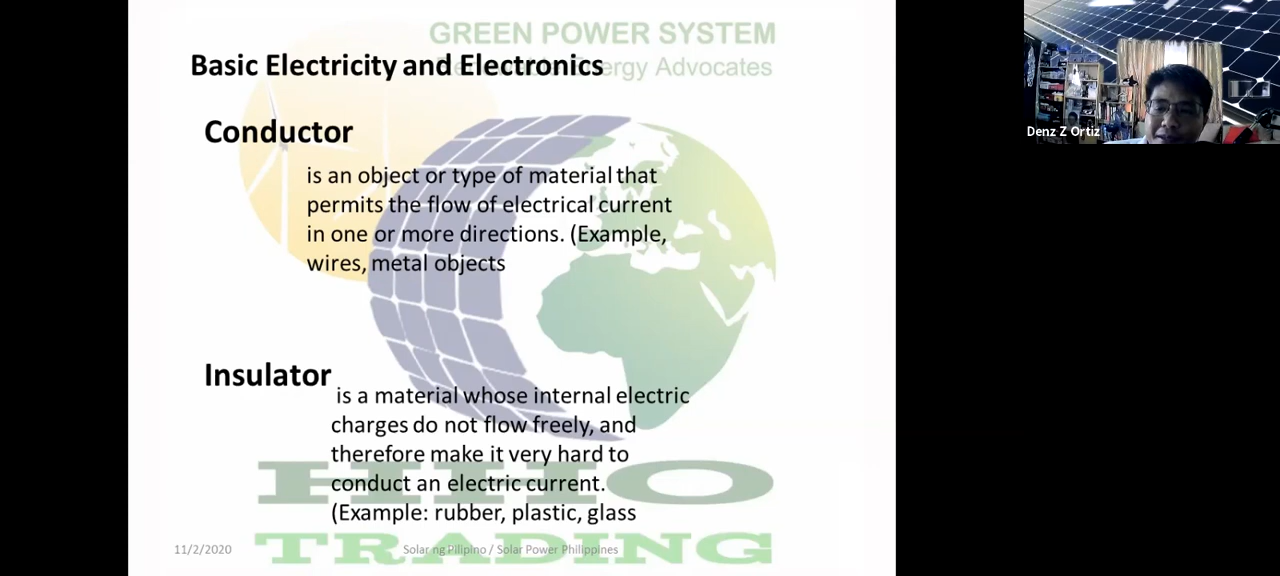 GREEN POWER SYSTEM
Basic Electricity and Electronics
Energy Advocates
Denz Z Ortiz
Conductor
is an object or type of material that
permits the flow of electrical current
in one or more directions. (Example,
wires, metal objects
Insulator
is a material whose internal electric
charges do not flow freely, and
therefore make it very hard to
conduct an electric current.
(Example: rubber, plastic, glass
HHO
TRADING
11/2/2020
Solar ng Pilipino / Solar Power Philippines